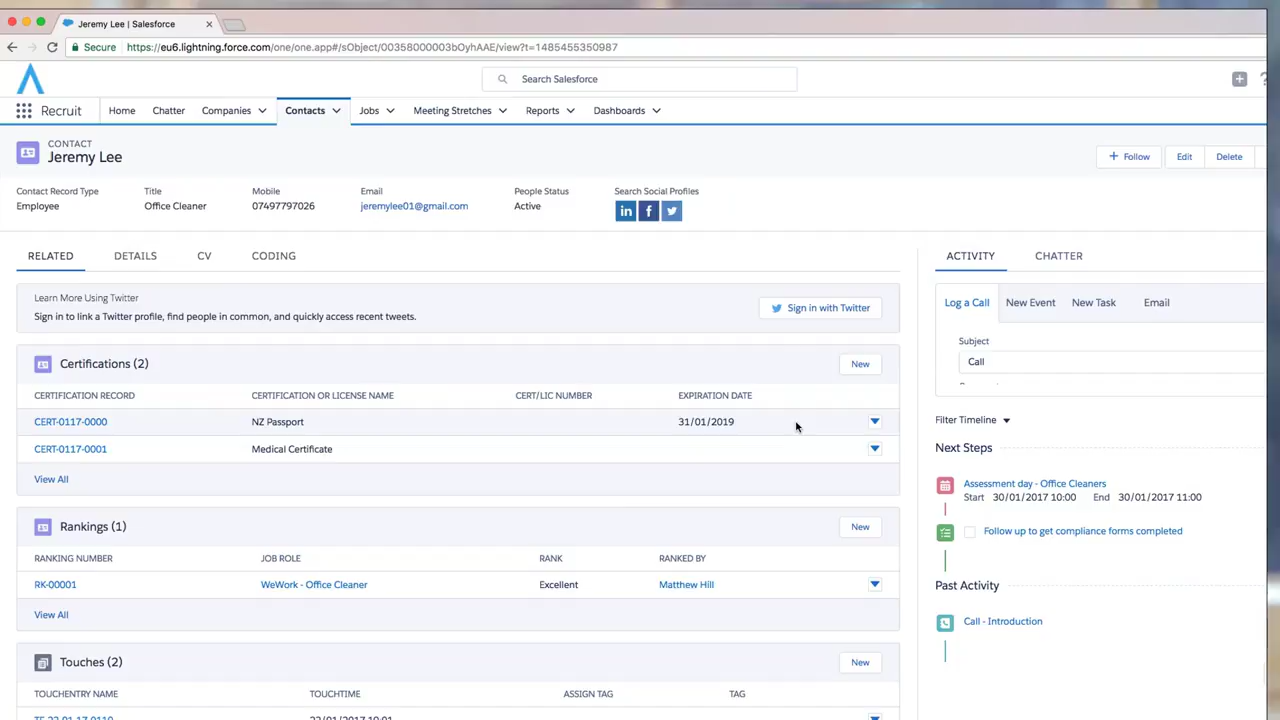 Jeremy Lee | Salesforce
Secure https://eu6.lightning.force.com/one/one.app#/sObject/00358000003bOyhAAE/view?t=1485455350987
Search Salesforce
Recruit Home Chatter Companies Contacts Jobs Meeting Stretches Reports Dashboards
CONTACT
Jeremy Lee
+ Follow Edit Delete
Contact Record Type Title Mobile Email People Status Search Social Profiles
Employee Office Cleaner 07497797026 jeremylee01@gmail.com Active
RELATED DETAILS CV CODING
Learn More Using Twitter
Sign in to link a Twitter profile, find people in common, and quickly access recent tweets.
Sign in with Twitter
Certifications (2) New
CERTIFICATION RECORD CERTIFICATION OR LICENSE NAME CERT/LIC NUMBER EXPIRATION DATE
CERT-0117-0000 NZ Passport 31/01/2019
CERT-0117-0001 Medical Certificate
View All
Rankings (1) New
RANKING NUMBER JOB ROLE RANK RANKED BY
RK-00001 WeWork - Office Cleaner Excellent Matthew Hill
View All
Touches (2) New
TOUCHENTRY NAME TOUCHTIME ASSIGN TAG TAG
ACTIVITY CHATTER
Log a Call New Event New Task Email
Subject
Call
Filter Timeline
Next Steps
Assessment day - Office Cleaners
Start 30/01/2017 10:00 End 30/01/2017 11:00
Follow up to get compliance forms completed
Past Activity
Call - Introduction